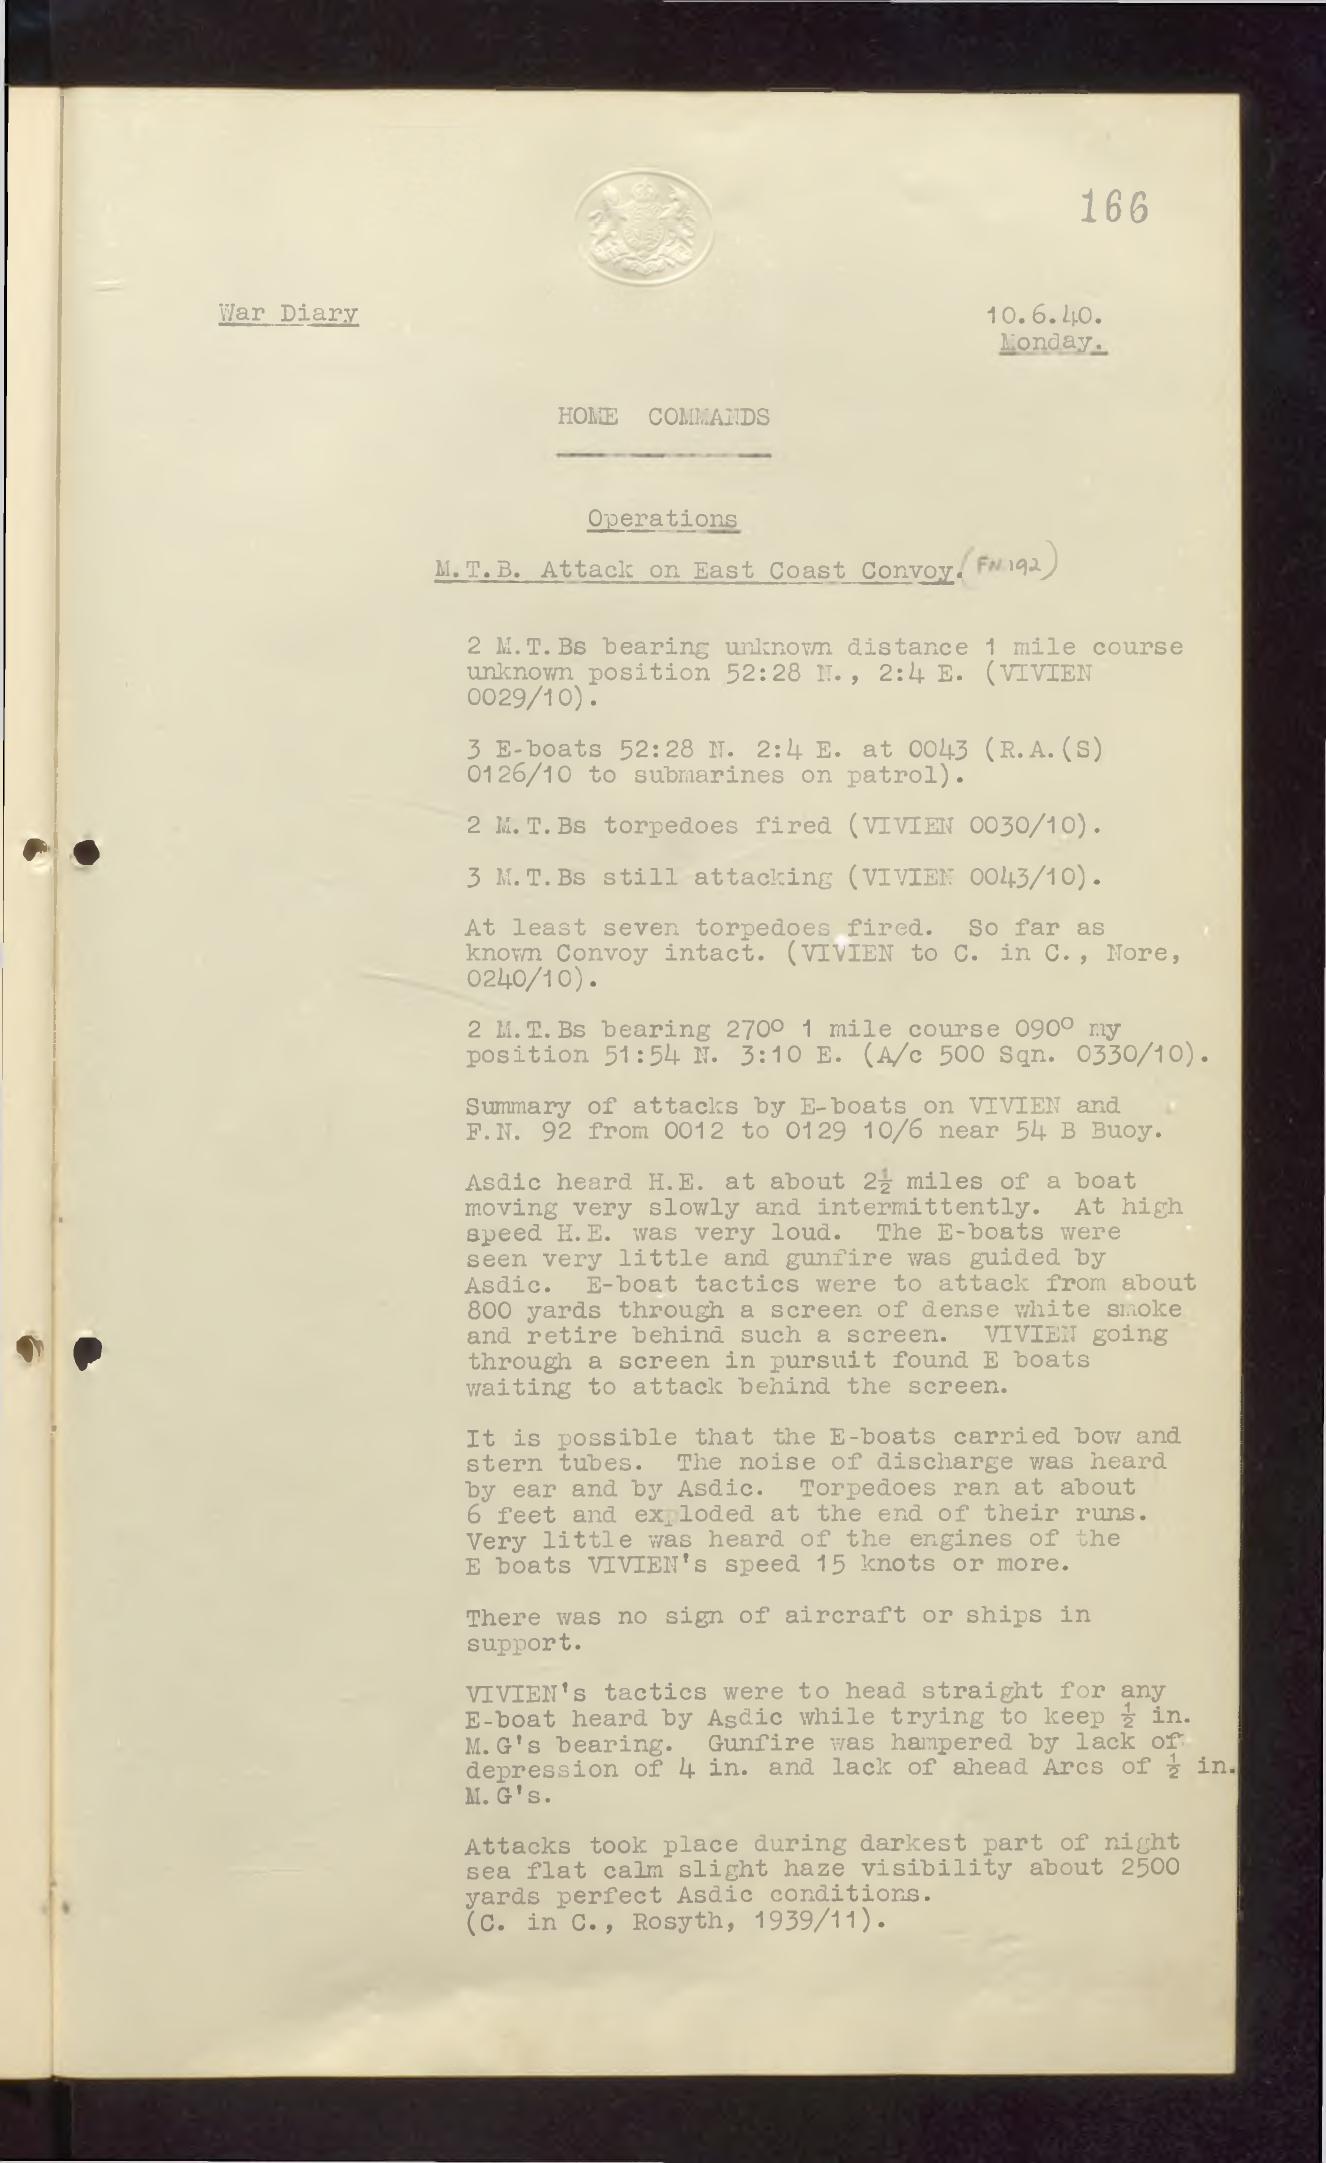 166
War Diary
10.6.40.
Monday.
HOME COMMANDS
Operations
M.T.B. Attack on East Coast Convoy. (FN 192)
2 M.T.Bs bearing unknown distance 1 mile course
unknown position 52:28 N., 2:4 E. (VIVIEN
0029/10).
3 E-boats 52:28 N. 2:4 E. at 0043 (R.A.(S)
0126/10 to submarines on patrol).
2 M.T.Bs torpedoes fired (VIVIEN 0030/10).
3 M.T.Bs still attacking (VIVIEN 0043/10).
At least seven torpedoes fired. So far as
known Convoy intact. (VIVIEN to C. in C., Nore,
0240/10).
2 M.T.Bs bearing 270° 1 mile course 090° my
position 51:54 N. 3:10 E. (A/c 500 Sqn. 0330/10).
Summary of attacks by E-boats on VIVIEN and
F.N. 92 from 0012 to 0129 10/6 near 54 B Buoy.
Asdic heard H.E. at about 2½ miles of a boat
moving very slowly and intermittently. At high
speed H.E. was very loud. The E-boats were
seen very little and gunfire was guided by
Asdic. E-boat tactics were to attack from about
800 yards through a screen of dense white smoke
and retire behind such a screen. VIVIEN going
through a screen in pursuit found E boats
waiting to attack behind the screen.
It is possible that the E-boats carried bow and
stern tubes. The noise of discharge was heard
by ear and by Asdic. Torpedoes ran at about
6 feet and exploded at the end of their runs.
Very little was heard of the engines of the
E boats VIVIEN's speed 15 knots or more.
There was no sign of aircraft or ships in
support.
VIVIEN's tactics were to head straight for any
E-boat heard by Asdic while trying to keep ½ in.
M.G's bearing. Gunfire was hampered by lack of
depression of 4 in. and lack of ahead Arcs of ½ in.
M.G's.
Attacks took place during darkest part of night
sea flat calm slight haze visibility about 2500
yards perfect Asdic conditions.
(C. in C., Rosyth, 1939/11).